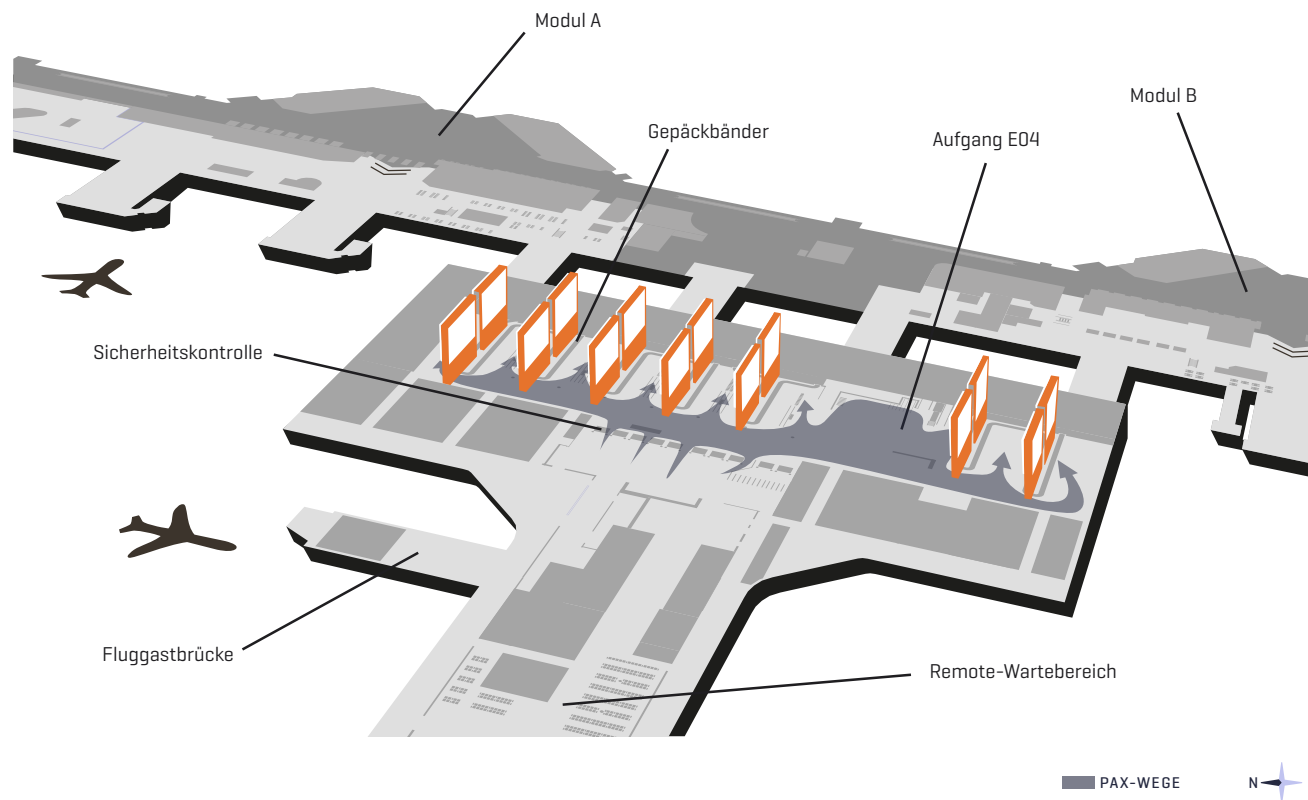 Modul A
Modul B
Gepäckbänder
Aufgang E04
Sicherheitskontrolle
Fluggastbrücke
Remote-Wartebereich
PAX-WEGE
N